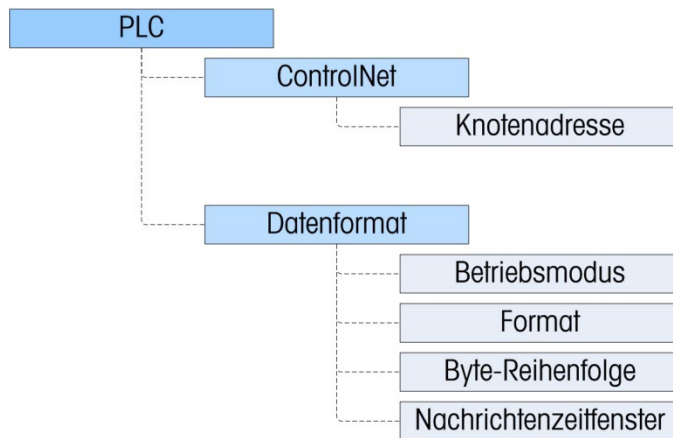 PLC
ControlNet
Knotenadresse
Datenformat
Betriebsmodus
Format
Byte-Reihenfolge
Nachrichtenzeitfenster